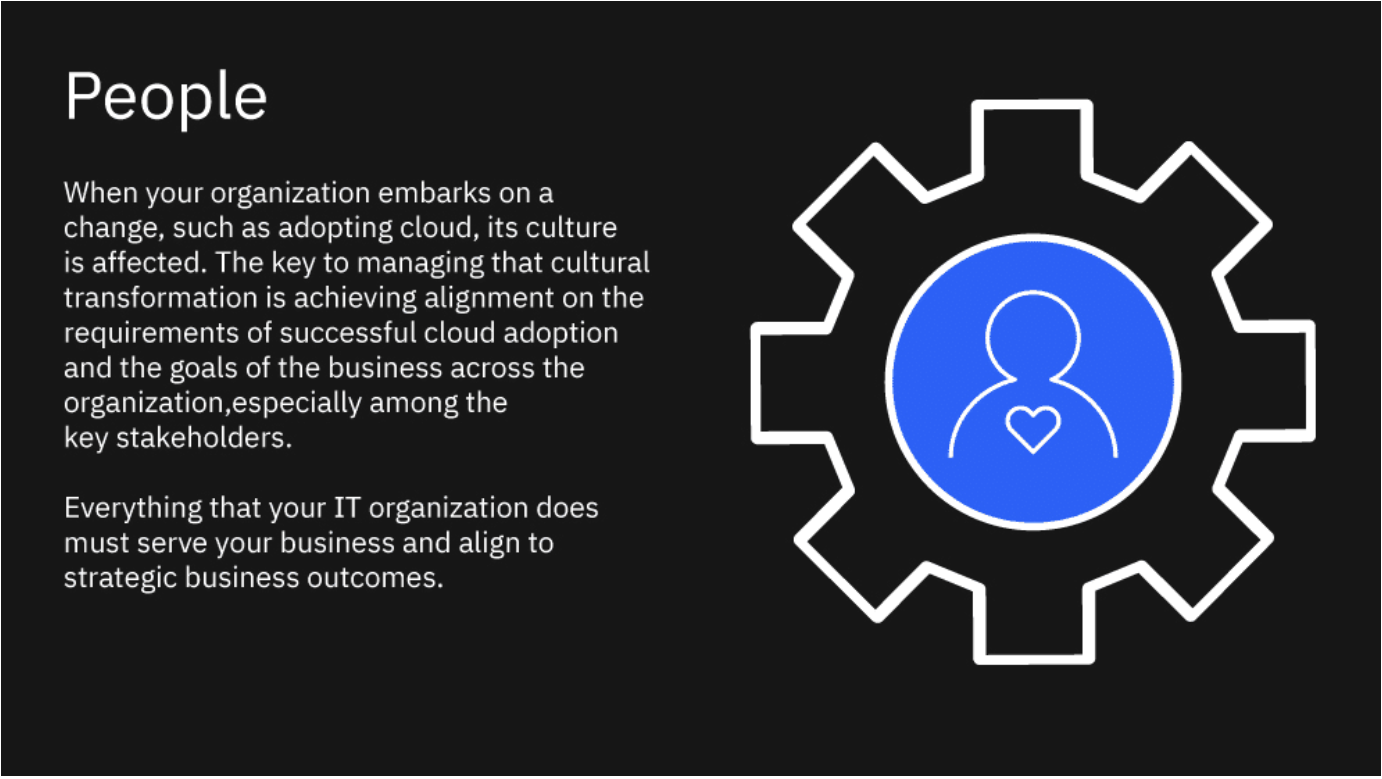 People
When your organization embarks on a
change, such as adopting cloud, its culture
is affected. The key to managing that cultural
transformation is achieving alignment on the
requirements of successful cloud adoption
and the goals of the business across the
organization,especially among the
key stakeholders.
Everything that your IT organization does
must serve your business and align to
strategic business outcomes.